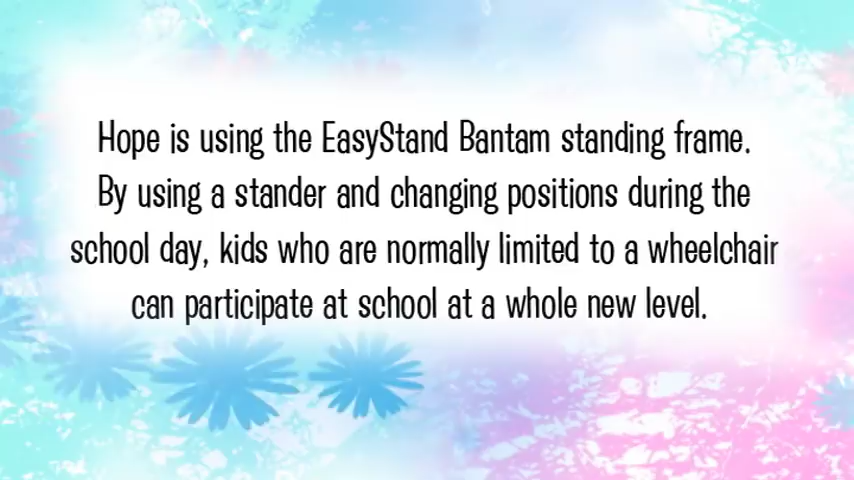 Hope is using the EasyStand Bantam standing frame.
By using a stander and changing positions during the
school day, kids who are normally limited to a wheelchair
can participate at school at a whole new level.